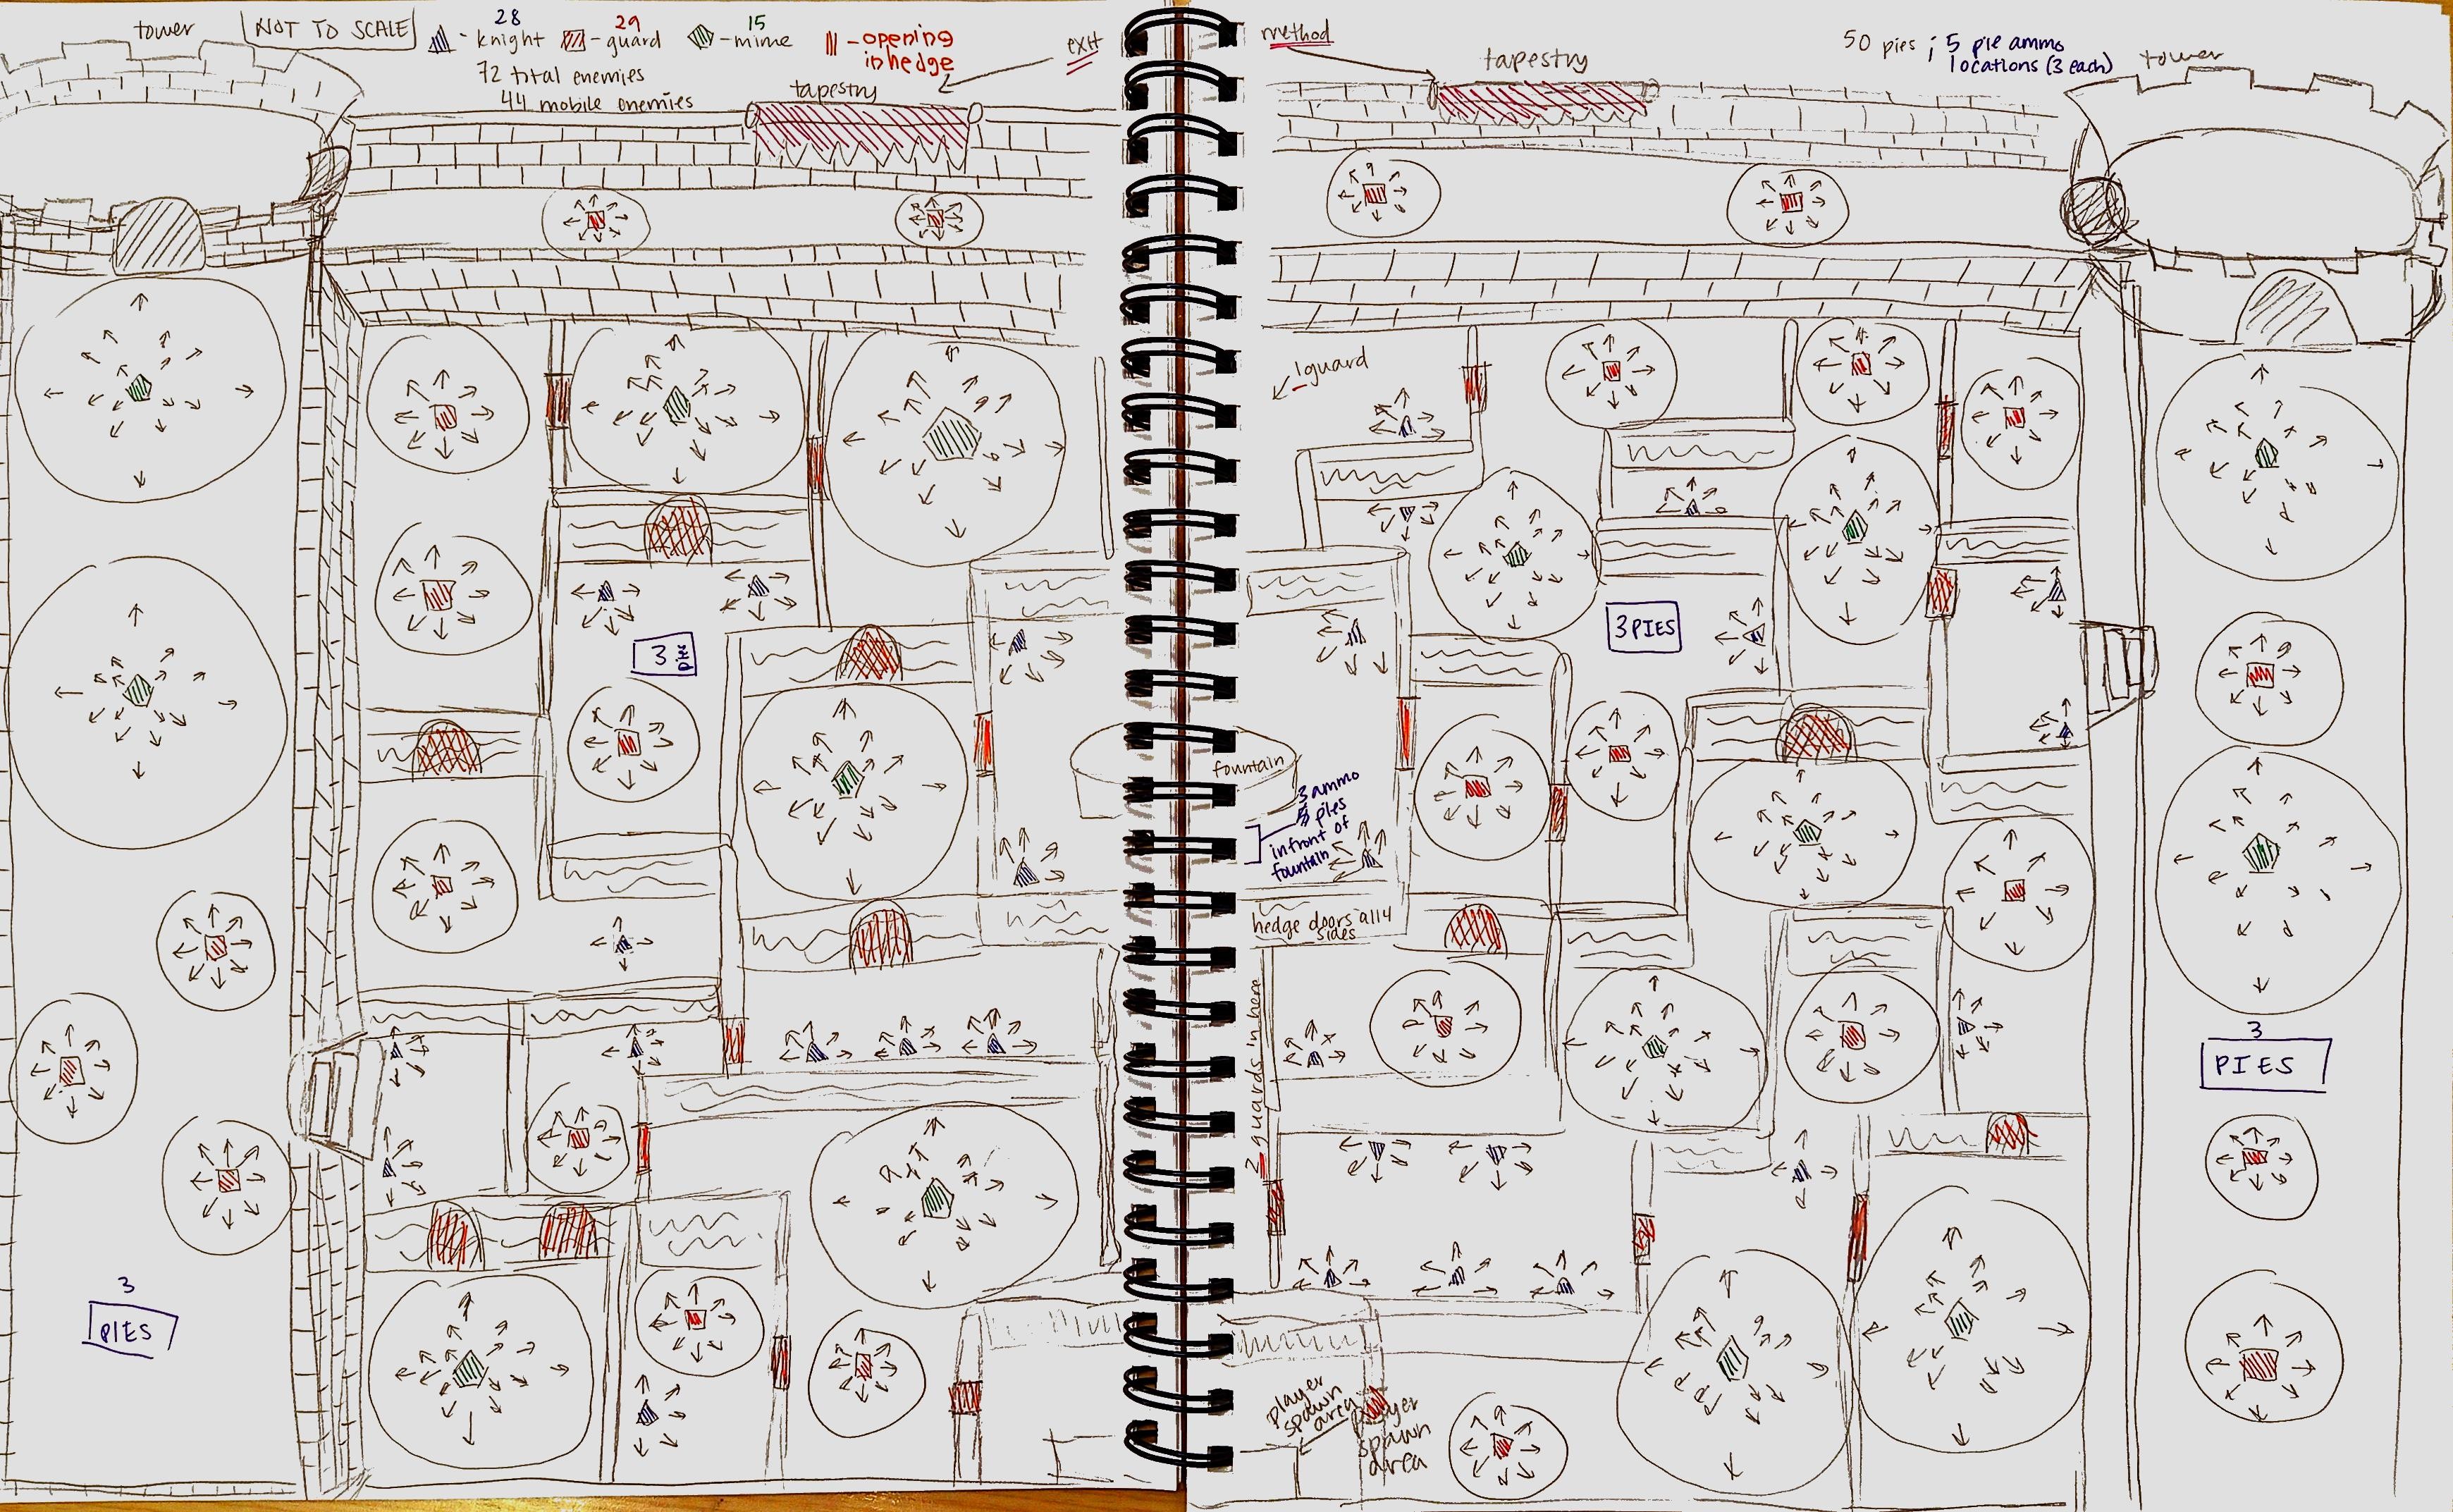 tower
NOT TO SCALE
28
- knight
29
- guard
15
- mime
- opening
in hedge
72 total enemies
44 mobile enemies
tapestry
exit
method
tapestry
50 pies ; 5 pie ammo
locations (3 each)
tower
1 guard
3 pies
3 PIES
fountain
3 ammo
piles
infront of
fountain
hedge doors all 4
sides
2 guards in here
3
PIES
3
PIES
player
spawn
area
player
spawn
area